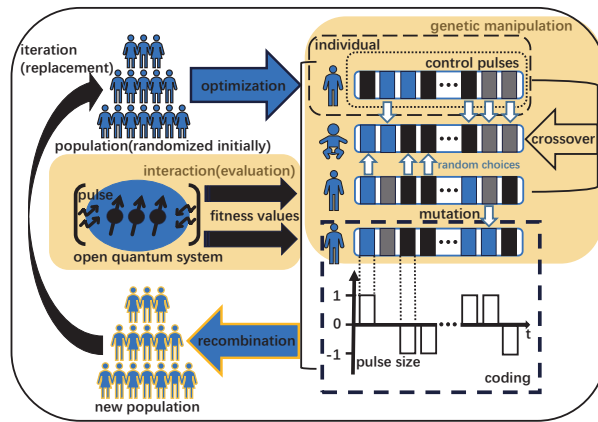 genetic manipulation
iteration
(replacement)
individual
control pulses
optimization
population(randomized initially)
crossover
random choices
interaction(evaluation)
pulse
fitness values
open quantum system
mutation
1
0
-1
t
pulse size
coding
recombination
new population